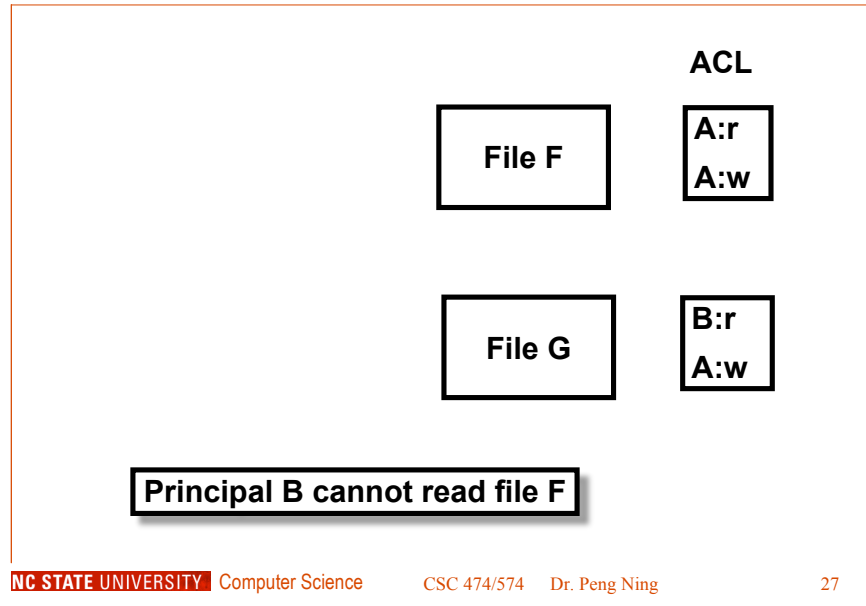 ACL
File F
A:r
A:w
File G
B:r
A:w
Principal B cannot read file F
NC STATE UNIVERSITY Computer Science CSC 474/574 Dr. Peng Ning 27